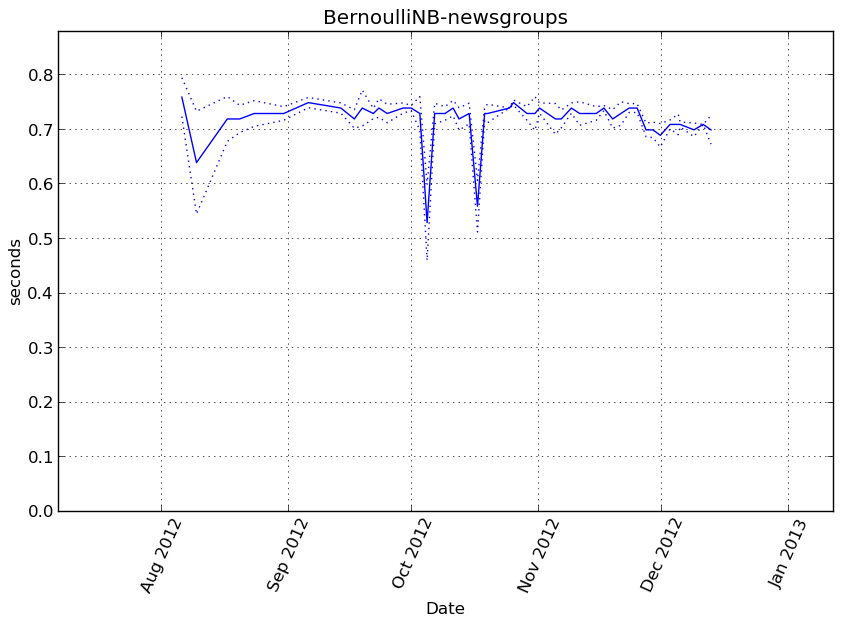 BernoulliNB-newsgroups
seconds
0.8
0.7
0.6
0.5
0.4
0.3
0.2
0.1
0.0
Aug 2012
Sep 2012
Oct 2012
Nov 2012
Dec 2012
Jan 2013
Date